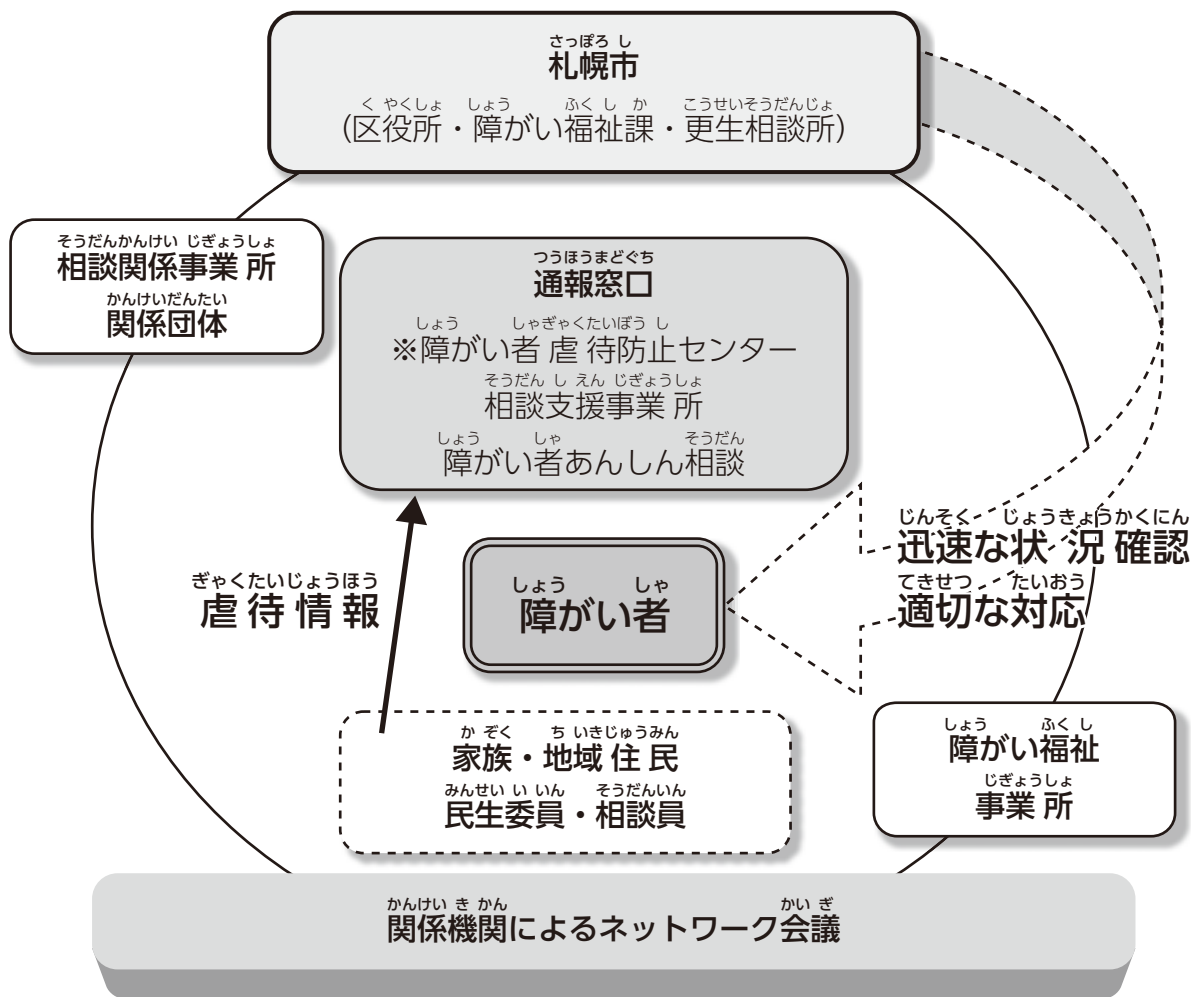 さっぽろし
札幌市
くやくしょ しょう ふくしか こうせいそうだんじょ
(区役所・障がい福祉課・更生相談所)
そうだんかんけいじぎょうしょ
相談関係事業所
かんけいだんたい
関係団体
つうほうまどぐち
通報窓口
しょう しゃぎゃくたいぼうし
※障がい者虐待防止センター
そうだんしえんじぎょうしょ
相談支援事業所
しょう しゃ そうだん
障がい者あんしん相談
じんそく じょうきょうかくにん
迅速な状況確認
てきせつ たいおう
適切な対応
ぎゃくたいじょうほう
虐待情報
しょう しゃ
障がい者
かぞく ちいきじゅうみん
家族・地域住民
みんせいいいん そうだんいん
民生委員・相談員
しょう ふくし
障がい福祉
じぎょうしょ
事業所
かんけいきかん かいぎ
関係機関によるネットワーク会議